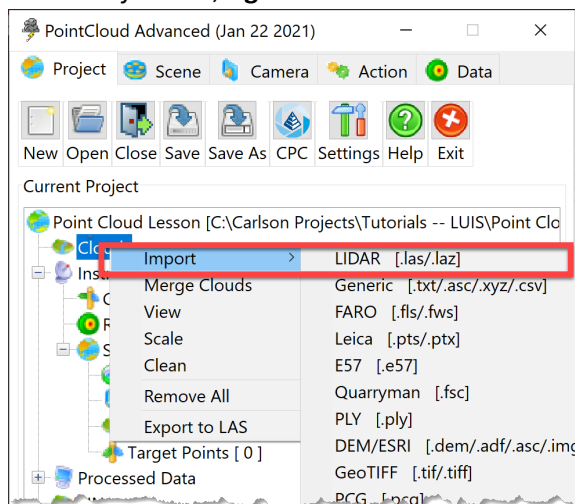 PointCloud Advanced (Jan 22 2021)
Project Scene Camera Action Data
New Open Close Save Save As CPC Settings Help Exit
Current Project
Point Cloud Lesson [C:\Carlson Projects\Tutorials -- LUIS\Point Clo
Import > LIDAR [.las/.laz]
Merge Clouds Generic [.txt/.asc/.xyz/.csv]
View FARO [.fls/.fws]
Scale Leica [.pts/.ptx]
Clean E57 [.e57]
Remove All Quarryman [.fsc]
Export to LAS PLY [.ply]
Target Points [ 0 ] DEM/ESRI [.dem/.adf/.asc/.img
Processed Data GeoTIFF [.tif/.tiff]
PCG [.pcg]